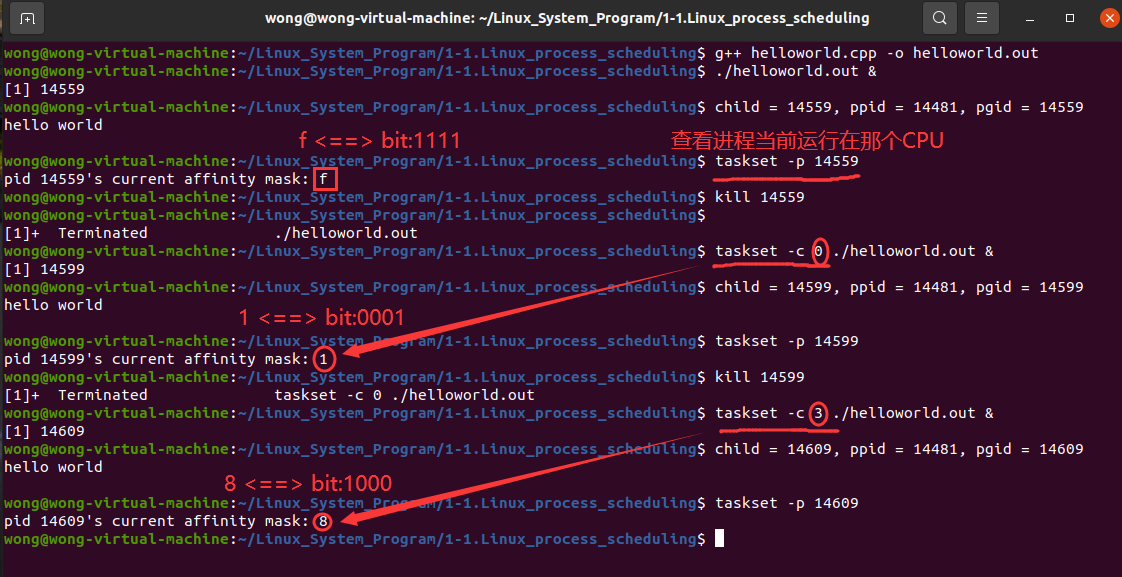 wong@wong-virtual-machine: ~/Linux_System_Program/1-1.Linux_process_scheduling
wong@wong-virtual-machine:~/Linux_System_Program/1-1.Linux_process_scheduling$ g++ helloworld.cpp -o helloworld.out
wong@wong-virtual-machine:~/Linux_System_Program/1-1.Linux_process_scheduling$ ./helloworld.out &
[1] 14559
wong@wong-virtual-machine:~/Linux_System_Program/1-1.Linux_process_scheduling$ child = 14559, ppid = 14481, pgid = 14559
hello world
f <==> bit:1111
查看进程当前运行在那个CPU
wong@wong-virtual-machine:~/Linux_System_Program/1-1.Linux_process_scheduling$ taskset -p 14559
pid 14559's current affinity mask: f
wong@wong-virtual-machine:~/Linux_System_Program/1-1.Linux_process_scheduling$ kill 14559
wong@wong-virtual-machine:~/Linux_System_Program/1-1.Linux_process_scheduling$
[1]+  Terminated              ./helloworld.out
wong@wong-virtual-machine:~/Linux_System_Program/1-1.Linux_process_scheduling$ taskset -c 0 ./helloworld.out &
[1] 14599
wong@wong-virtual-machine:~/Linux_System_Program/1-1.Linux_process_scheduling$ child = 14599, ppid = 14481, pgid = 14599
hello world
1 <==> bit:0001
wong@wong-virtual-machine:~/Linux_System_Program/1-1.Linux_process_scheduling$ taskset -p 14599
pid 14599's current affinity mask: 1
wong@wong-virtual-machine:~/Linux_System_Program/1-1.Linux_process_scheduling$ kill 14599
[1]+  Terminated              taskset -c 0 ./helloworld.out
wong@wong-virtual-machine:~/Linux_System_Program/1-1.Linux_process_scheduling$ taskset -c 3 ./helloworld.out &
[1] 14609
wong@wong-virtual-machine:~/Linux_System_Program/1-1.Linux_process_scheduling$ child = 14609, ppid = 14481, pgid = 14609
hello world
8 <==> bit:1000
wong@wong-virtual-machine:~/Linux_System_Program/1-1.Linux_process_scheduling$ taskset -p 14609
pid 14609's current affinity mask: 8
wong@wong-virtual-machine:~/Linux_System_Program/1-1.Linux_process_scheduling$